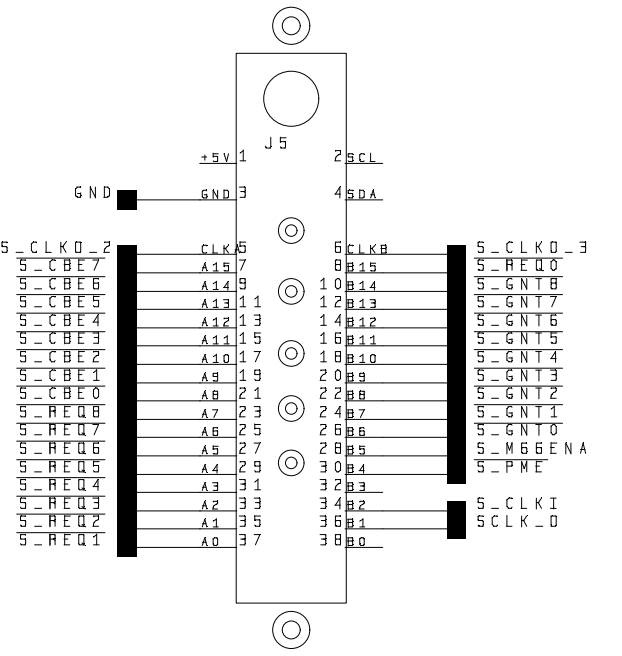 J5
+5V 1 2 SCL
GND GND 3 4 SDA
S_CLKO_2 CLKA 5 6 CLKB S_CLKO_3
S_CBE7 A15 7 8 B15 S_REQ0
S_CBE6 A14 9 10 B14 S_GNT8
S_CBE5 A13 11 12 B13 S_GNT7
S_CBE4 A12 13 14 B12 S_GNT6
S_CBE3 A11 15 16 B11 S_GNT5
S_CBE2 A10 17 18 B10 S_GNT4
S_CBE1 A9 19 20 B9 S_GNT3
S_CBE0 A8 21 22 B8 S_GNT2
S_REQ8 A7 23 24 B7 S_GNT1
S_REQ7 A6 25 26 B6 S_GNT0
S_REQ6 A5 27 28 B5 S_M66ENA
S_REQ5 A4 29 30 B4 S_PME
S_REQ4 A3 31 32 B3
S_REQ3 A2 33 34 B2 S_CLKI
S_REQ2 A1 35 36 B1 SCLK_O
S_REQ1 A0 37 38 B0